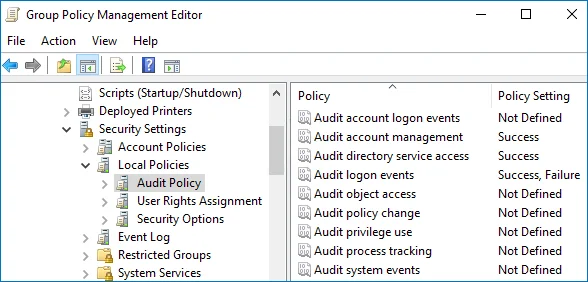 Group Policy Management Editor
File Action View Help
Scripts (Startup/Shutdown)
Deployed Printers
Security Settings
Account Policies
Local Policies
Audit Policy
User Rights Assignment
Security Options
Event Log
Restricted Groups
System Services
Policy Policy Setting
Audit account logon events Not Defined
Audit account management Success
Audit directory service access Success
Audit logon events Success, Failure
Audit object access Not Defined
Audit policy change Not Defined
Audit privilege use Not Defined
Audit process tracking Not Defined
Audit system events Not Defined